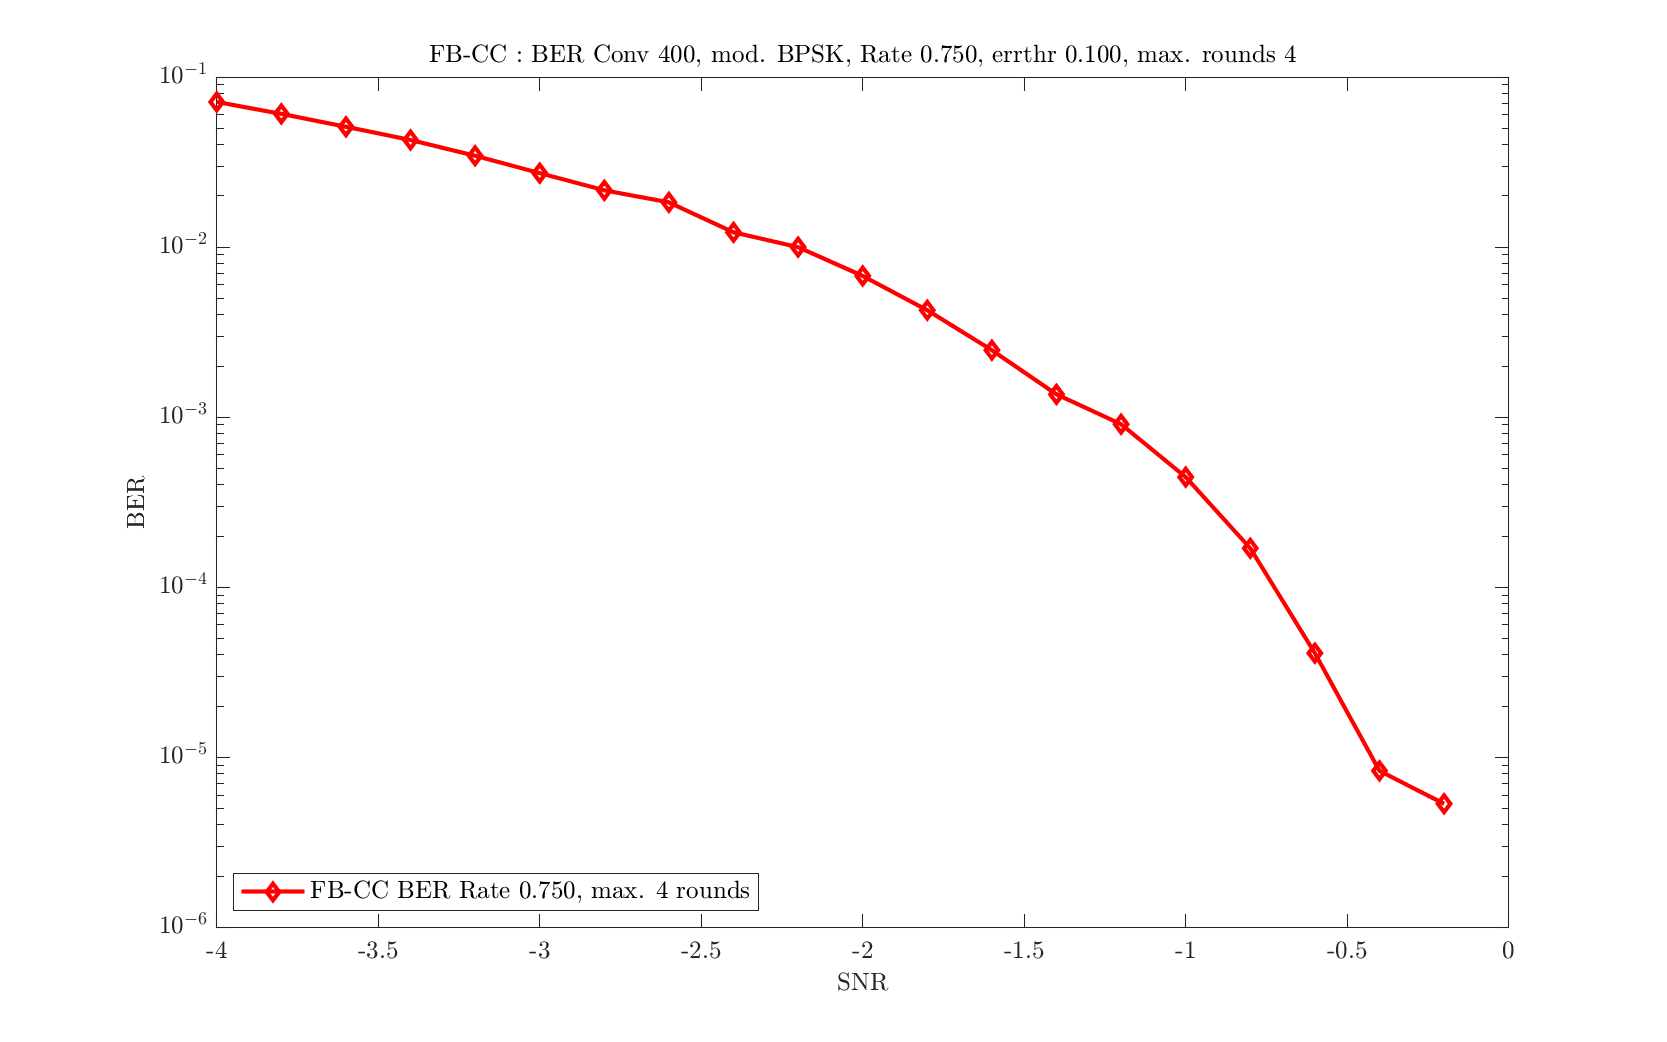 FB-CC : BER Conv 400, mod. BPSK, Rate 0.750, errthr 0.100, max. rounds 4
10^{-1}
10^{-2}
10^{-3}
10^{-4}
10^{-5}
10^{-6}
BER
FB-CC BER Rate 0.750, max. 4 rounds
-4 -3.5 -3 -2.5 -2 -1.5 -1 -0.5 0
SNR